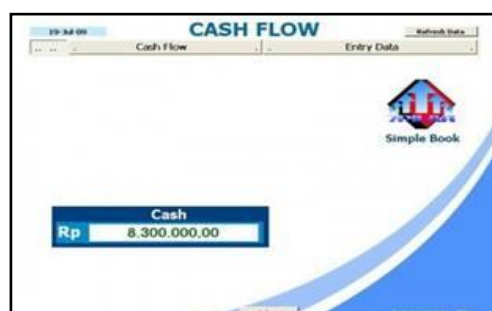 19-Jul-09
CASH FLOW
Refresh Data
Cash Flow
Entry Data
Simple Book
Cash
Rp 8.300.000,00